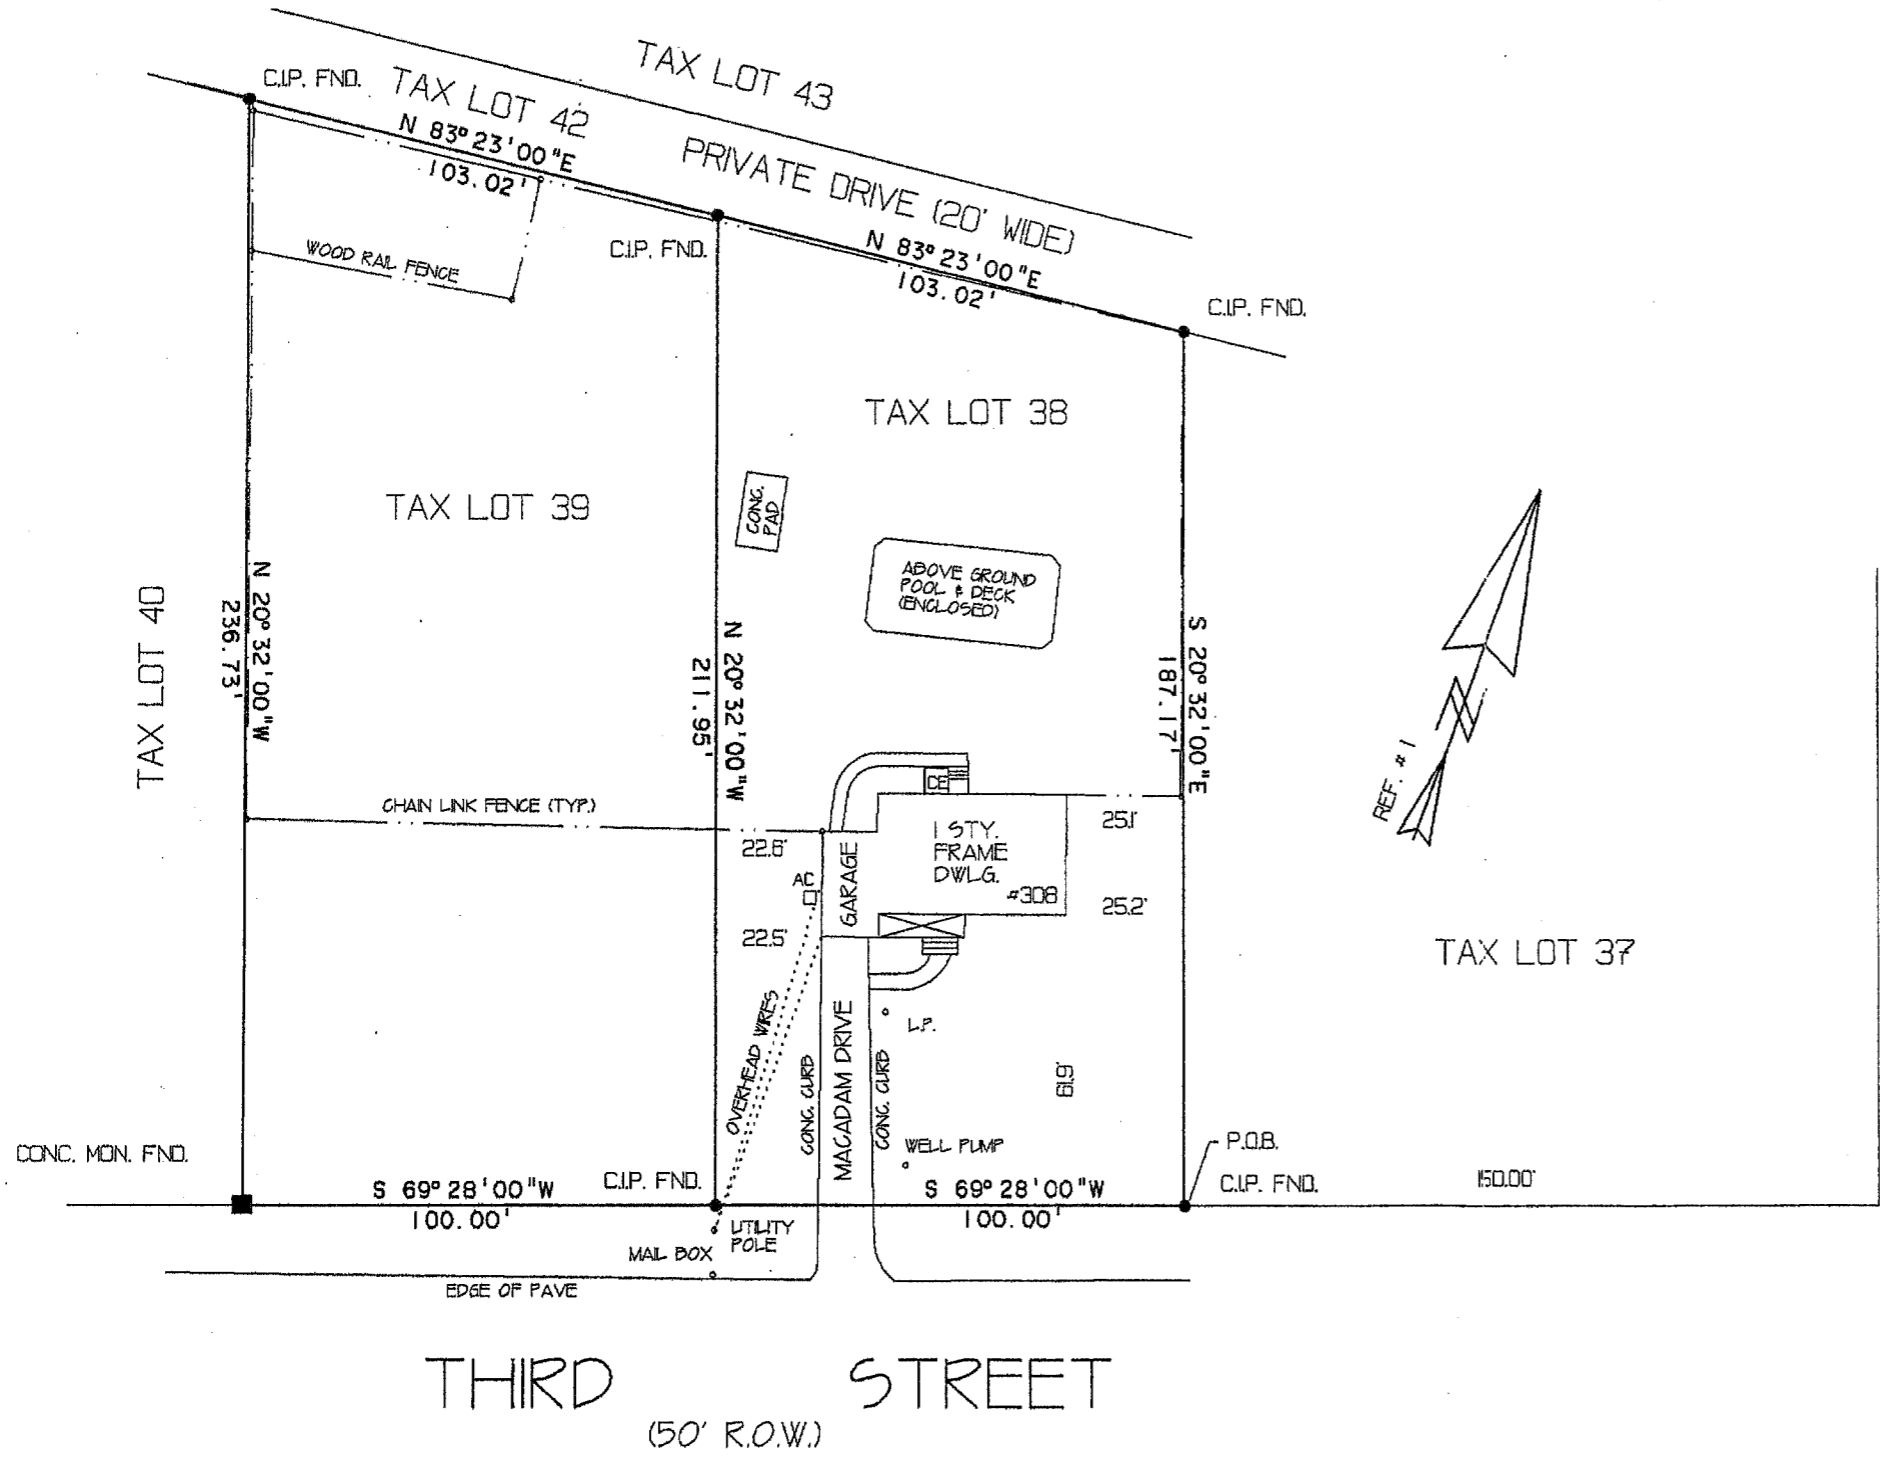 TAX LOT 43
C.I.P. FND.
TAX LOT 42
N 83° 23'00"E
103.02'
PRIVATE DRIVE (20' WIDE)
C.I.P. FND.
N 83° 23'00"E
103.02'
C.I.P. FND.
WOOD RAIL FENCE
TAX LOT 38
TAX LOT 39
CONC.
PAD
ABOVE GROUND
POOL & DECK
(ENCLOSED)
TAX LOT 40
N 20° 32'00"W
236.73'
N 20° 32'00"W
211.95'
S 20° 32'00"E
187.17'
REF. #1
CHAIN LINK FENCE (TYP.)
CE
1 STY.
FRAME
DWLG.
#308
GARAGE
25.1'
25.2'
22.6'
AC
22.5'
TAX LOT 37
OVERHEAD WIRES
CONC. CURB
MACADAM DRIVE
CONC. CURB
L.P.
61.9'
WELL PUMP
P.O.B.
CONC. MON. FND.
C.I.P. FND.
C.I.P. FND.
150.00'
S 69° 28'00"W
100.00'
S 69° 28'00"W
100.00'
UTILITY
POLE
MAIL BOX
EDGE OF PAVE
THIRD STREET
(50' R.O.W.)